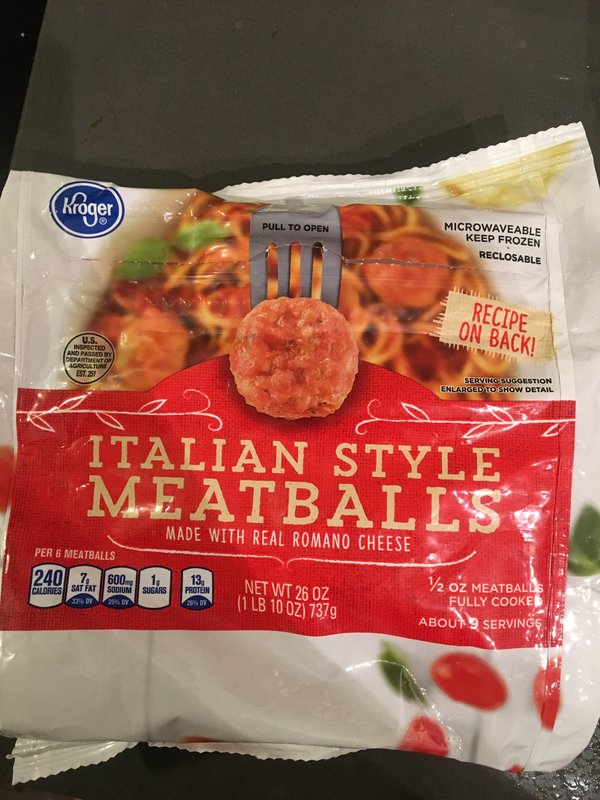 Kroger
PULL TO OPEN
MICROWAVEABLE
KEEP FROZEN
RECLOSABLE
RECIPE
ON BACK!
U.S.
INSPECTED
AND PASSED BY
DEPARTMENT OF
AGRICULTURE
EST. 251
SERVING SUGGESTION
ENLARGED TO SHOW DETAIL
ITALIAN STYLE
MEATBALLS
MADE WITH REAL ROMANO CHEESE
PER 6 MEATBALLS
240
CALORIES
7g
SAT FAT
33% DV
600mg
SODIUM
25% DV
1g
SUGARS
13g
PROTEIN
26% DV
NET WT 26 OZ
(1 LB 10 OZ) 737g
1/2 OZ MEATBALLS
FULLY COOKED
ABOUT 9 SERVINGS